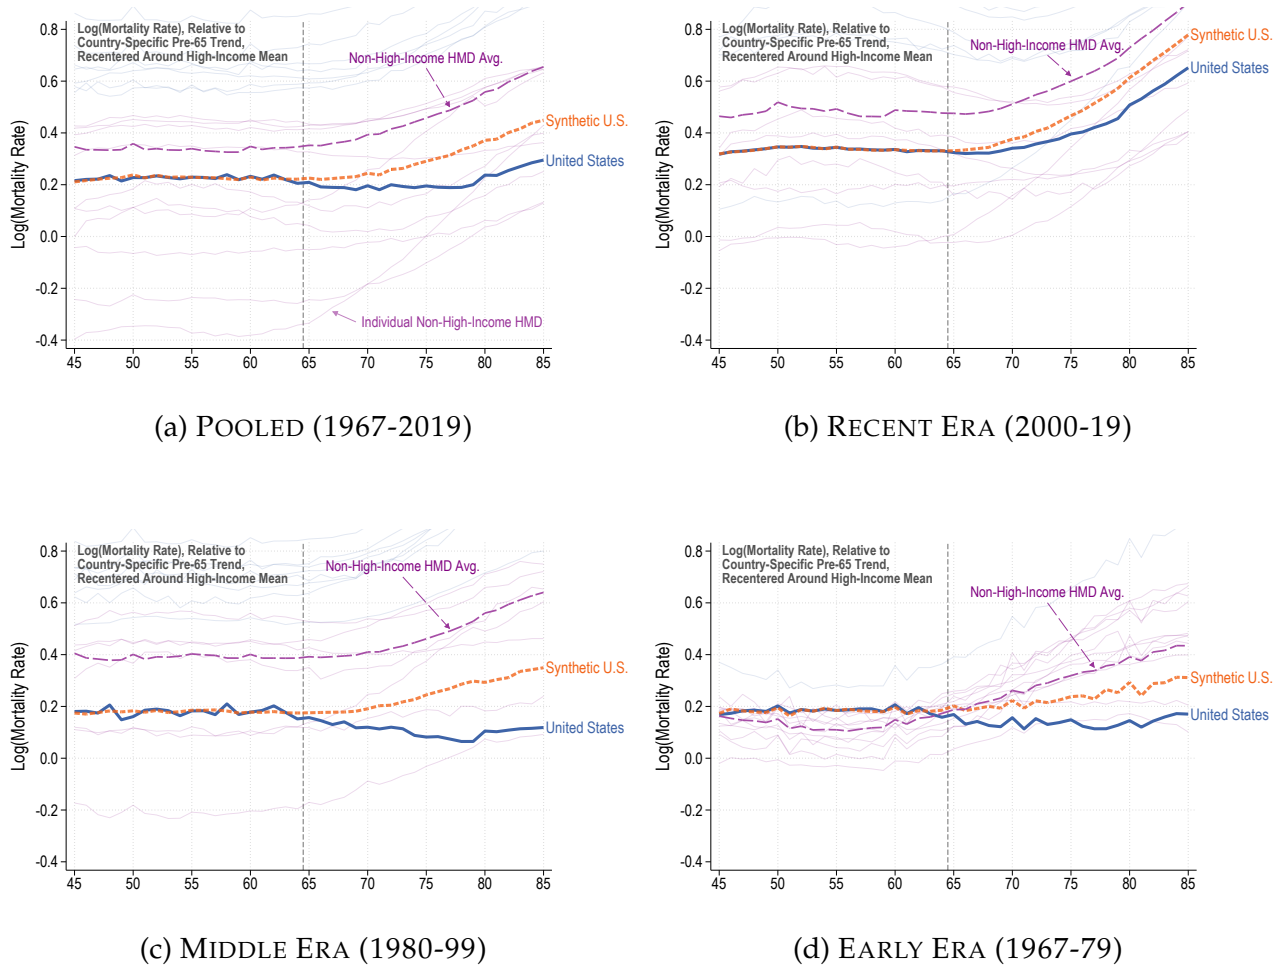 Log(Mortality Rate), Relative to
Country-Specific Pre-65 Trend,
Recentered Around High-Income Mean
Non-High-Income HMD Avg.
Synthetic U.S.
United States
Individual Non-High-Income HMD
Log(Mortality Rate)
0.8
0.6
0.4
0.2
0.0
-0.2
-0.4
45 50 55 60 65 70 75 80 85
(a) POOLED (1967-2019)
Log(Mortality Rate), Relative to
Country-Specific Pre-65 Trend,
Recentered Around High-Income Mean
Non-High-Income HMD Avg.
Synthetic U.S.
United States
Log(Mortality Rate)
0.8
0.6
0.4
0.2
0.0
-0.2
-0.4
45 50 55 60 65 70 75 80 85
(b) RECENT ERA (2000-19)
Log(Mortality Rate), Relative to
Country-Specific Pre-65 Trend,
Recentered Around High-Income Mean
Non-High-Income HMD Avg.
Synthetic U.S.
United States
Log(Mortality Rate)
0.8
0.6
0.4
0.2
0.0
-0.2
-0.4
45 50 55 60 65 70 75 80 85
(c) MIDDLE ERA (1980-99)
Log(Mortality Rate), Relative to
Country-Specific Pre-65 Trend,
Recentered Around High-Income Mean
Non-High-Income HMD Avg.
Synthetic U.S.
United States
Log(Mortality Rate)
0.8
0.6
0.4
0.2
0.0
-0.2
-0.4
45 50 55 60 65 70 75 80 85
(d) EARLY ERA (1967-79)